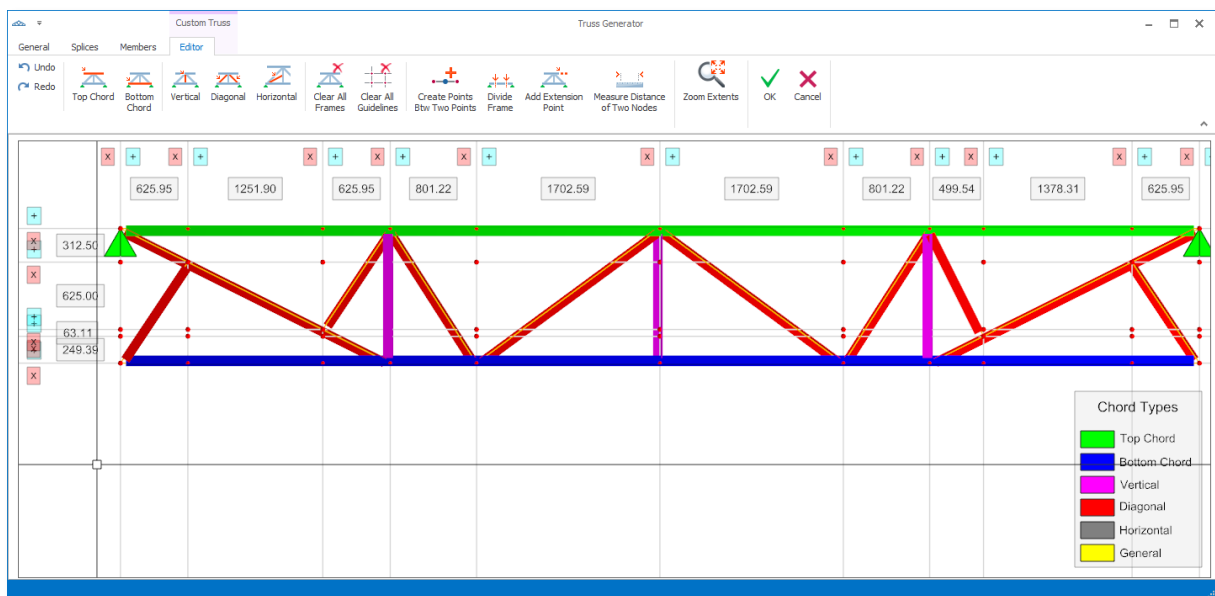 Custom Truss
Truss Generator
General Splices Members Editor
Undo
Redo
Top Chord
Bottom
Chord
Vertical
Diagonal
Horizontal
Clear All
Frames
Clear All
Guidelines
Create Points
Btw Two Points
Divide
Frame
Add Extension
Point
Measure Distance
of Two Nodes
Zoom Extents
OK
Cancel
X + X + X + X + X + X + X + X + X + X + X +
625.95 1251.90 625.95 801.22 1702.59 1702.59 801.22 499.54 1378.31 625.95
+
X
+
312.50
X
625.00
+
+
63.11
X
X
249.39
X
Chord Types
Top Chord
Bottom Chord
Vertical
Diagonal
Horizontal
General